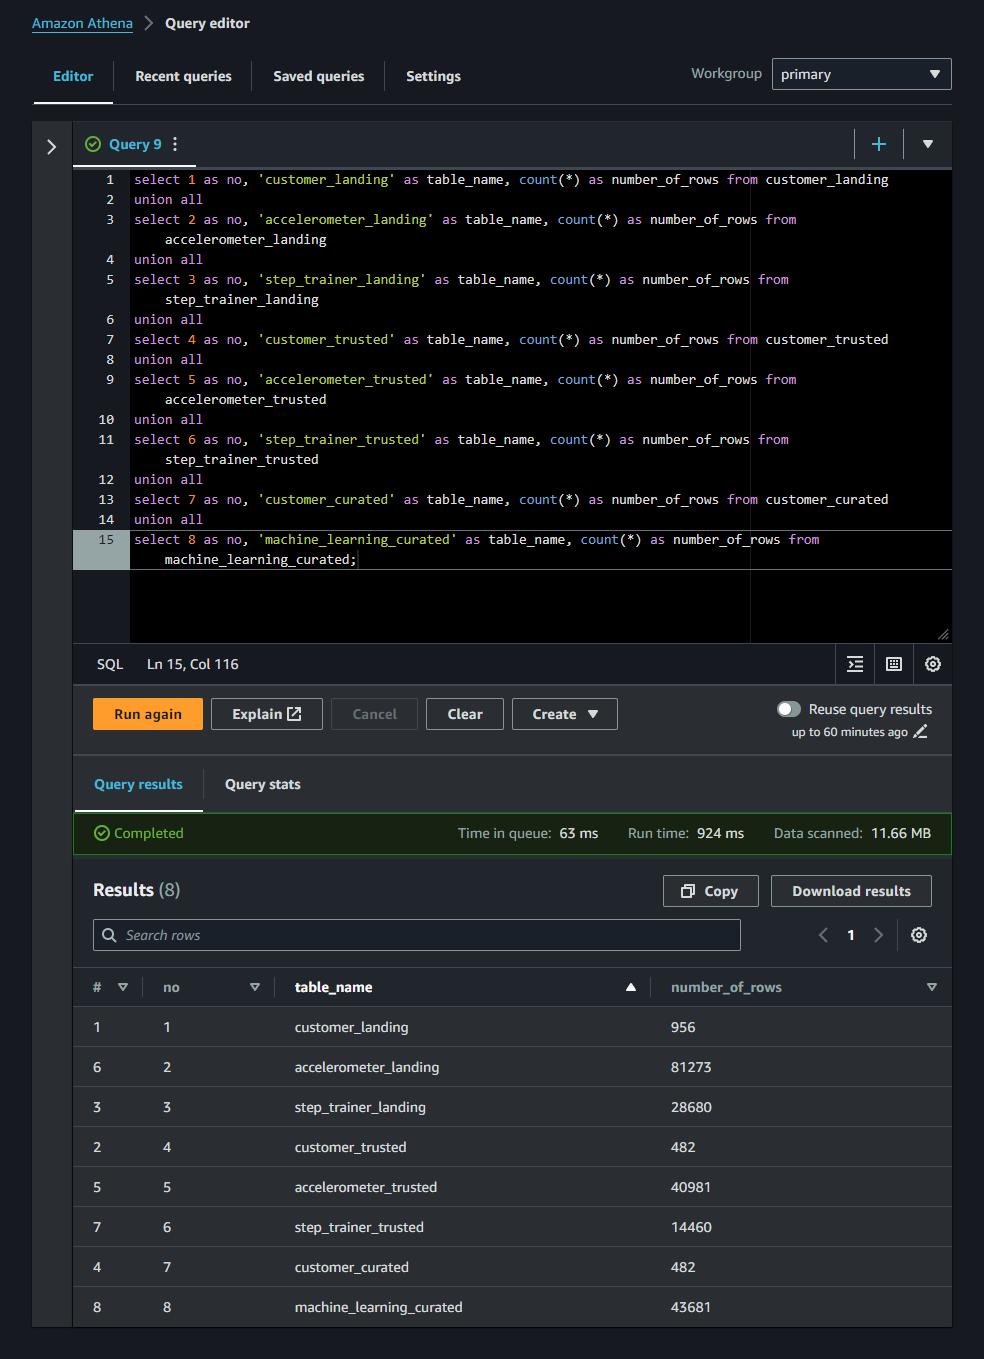 Amazon Athena > Query editor
Editor Recent queries Saved queries Settings Workgroup primary
Query 9
1 select 1 as no, 'customer_landing' as table_name, count(*) as number_of_rows from customer_landing
2 union all
3 select 2 as no, 'accelerometer_landing' as table_name, count(*) as number_of_rows from
accelerometer_landing
4 union all
5 select 3 as no, 'step_trainer_landing' as table_name, count(*) as number_of_rows from
step_trainer_landing
6 union all
7 select 4 as no, 'customer_trusted' as table_name, count(*) as number_of_rows from customer_trusted
8 union all
9 select 5 as no, 'accelerometer_trusted' as table_name, count(*) as number_of_rows from
accelerometer_trusted
10 union all
11 select 6 as no, 'step_trainer_trusted' as table_name, count(*) as number_of_rows from
step_trainer_trusted
12 union all
13 select 7 as no, 'customer_curated' as table_name, count(*) as number_of_rows from customer_curated
14 union all
15 select 8 as no, 'machine_learning_curated' as table_name, count(*) as number_of_rows from
machine_learning_curated;
SQL Ln 15, Col 116
Run again Explain Cancel Clear Create Reuse query results
up to 60 minutes ago
Query results Query stats
Completed Time in queue: 63 ms Run time: 924 ms Data scanned: 11.66 MB
Results (8) Copy Download results
Search rows 1
# no table_name number_of_rows
1 1 customer_landing 956
6 2 accelerometer_landing 81273
3 3 step_trainer_landing 28680
2 4 customer_trusted 482
5 5 accelerometer_trusted 40981
7 6 step_trainer_trusted 14460
4 7 customer_curated 482
8 8 machine_learning_curated 43681